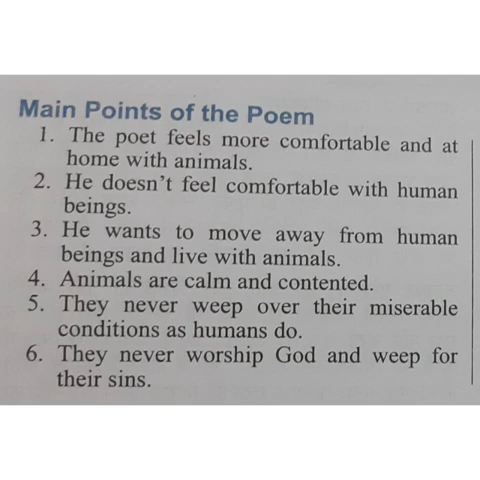 Main Points of the Poem
1. The poet feels more comfortable and at
home with animals.
2. He doesn't feel comfortable with human
beings.
3. He wants to move away from human
beings and live with animals.
4. Animals are calm and contented.
5. They never weep over their miserable
conditions as humans do.
6. They never worship God and weep for
their sins.